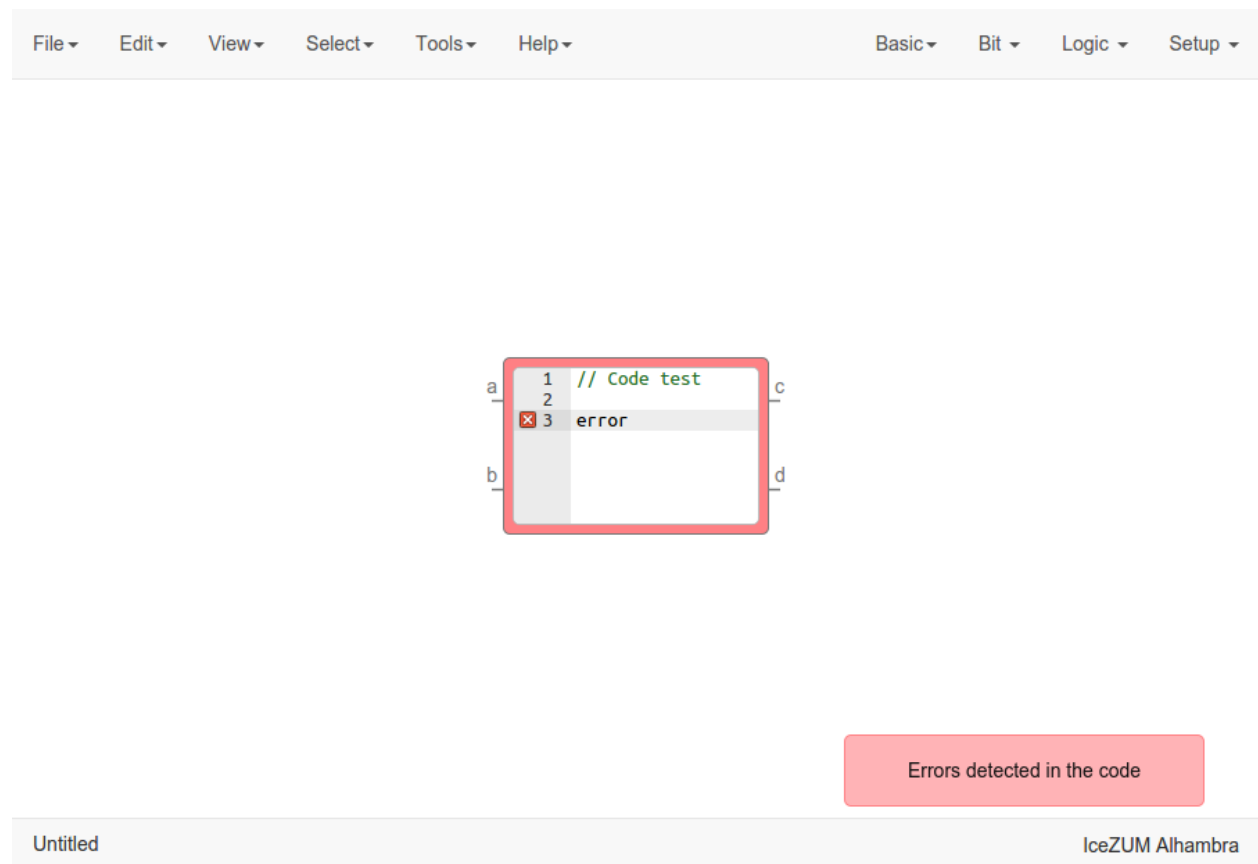 File Edit View Select Tools Help Basic Bit Logic Setup
a 1 // Code test c
2
3 error
b d
Errors detected in the code
Untitled IceZUM Alhambra